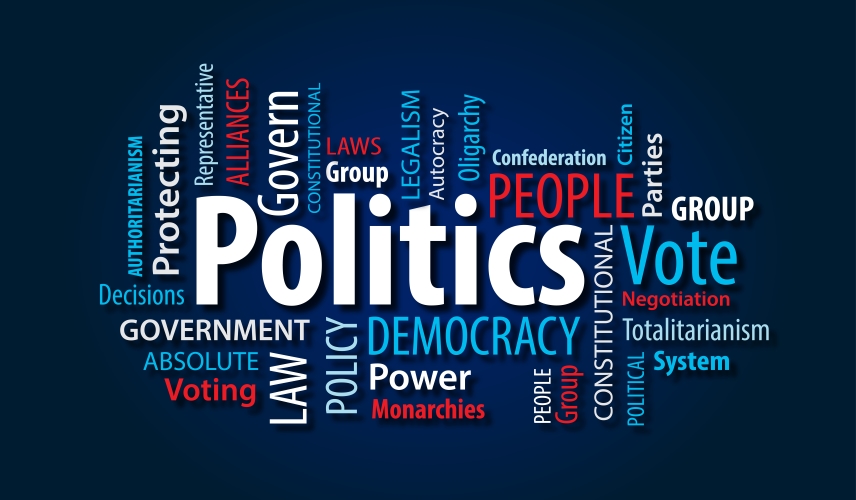 AUTHORITARIANISM
Protecting
Representative
ALLIANCES
Govern
CONSTITUTIONAL
LAWS
Group
LEGALISM
Autocracy
Oligarchy
Confederation
Citizen
Parties
PEOPLE
GROUP
Politics
Vote
Decisions
Negotiation
GOVERNMENT
ABSOLUTE
Voting
LAW
POLICY
DEMOCRACY
Power
Monarchies
PEOPLE
Group
CONSTITUTIONAL
Totalitarianism
POLITICAL
System